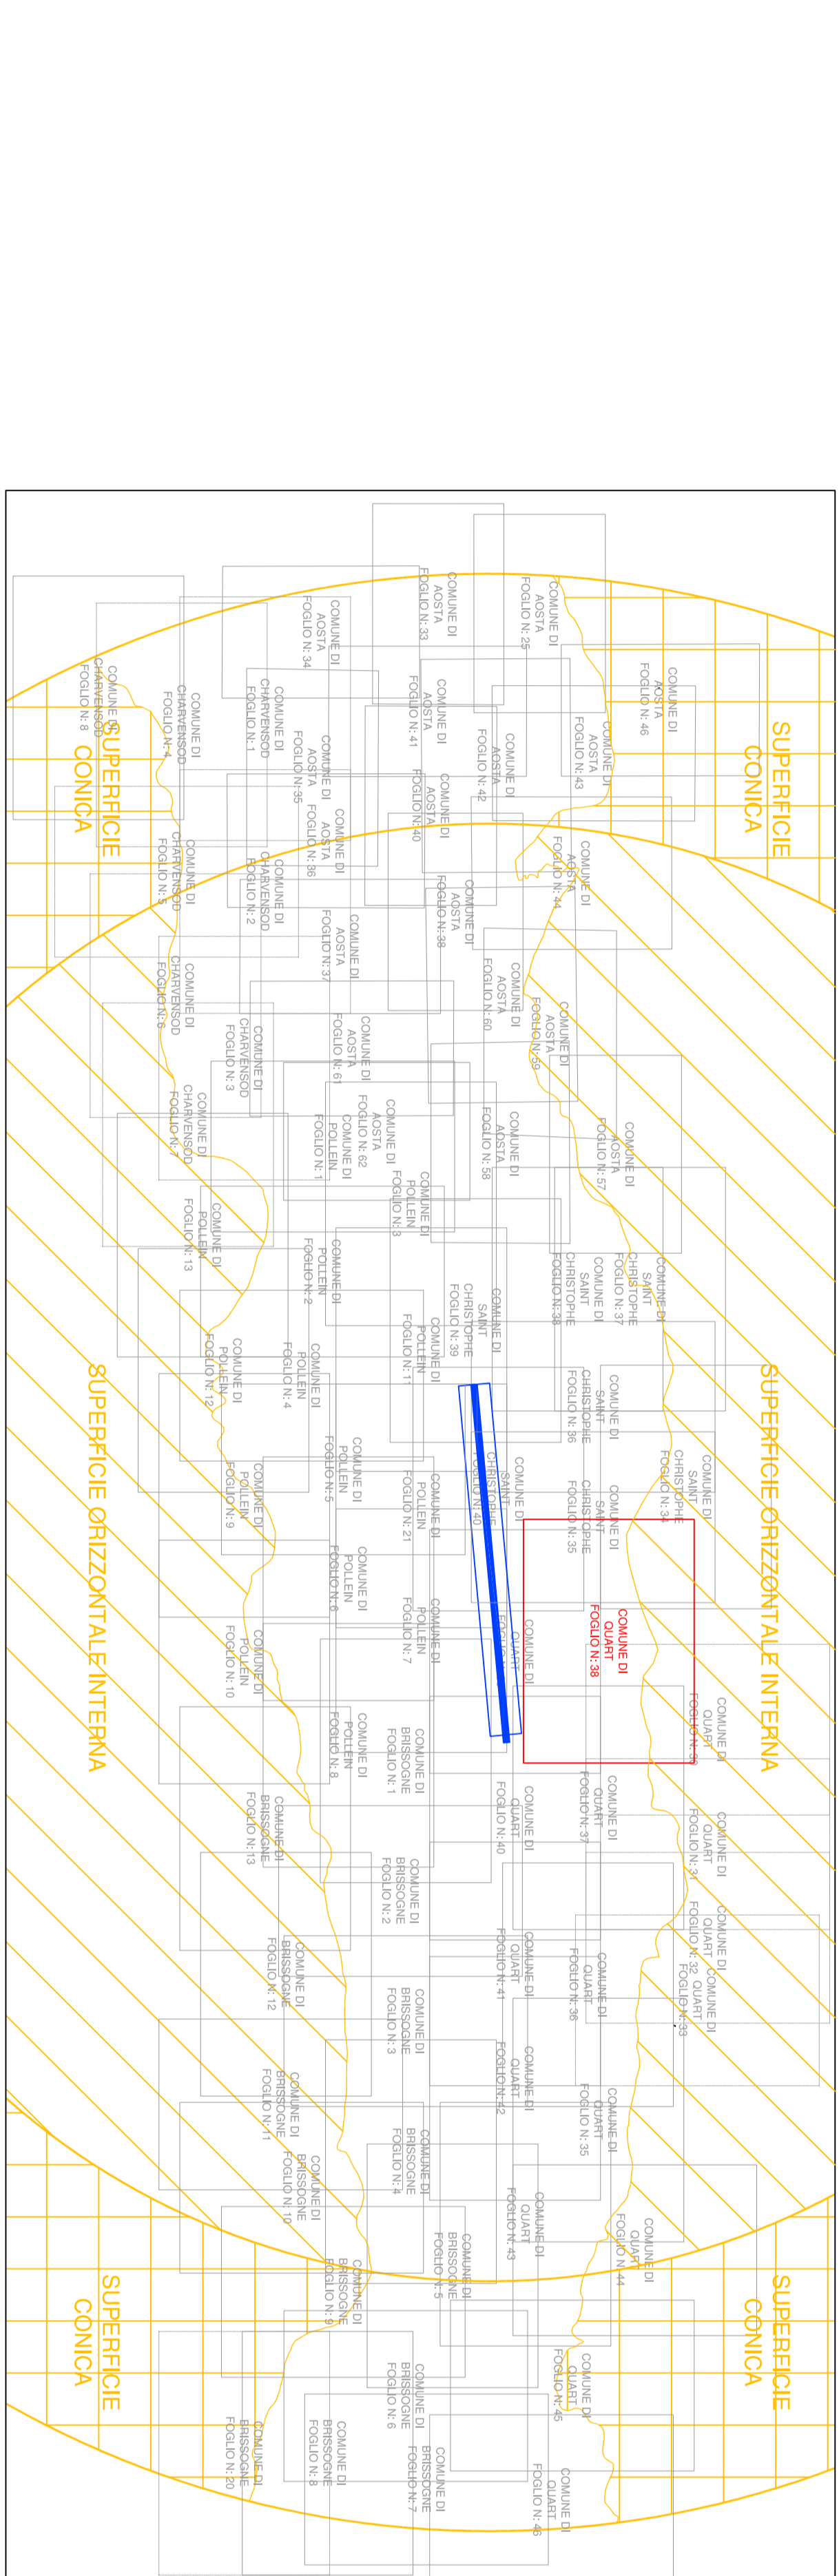 SUPERFICIE
CONICA
SUPERFICIE ORIZZONTALE INTERNA
SUPERFICIE
CONICA
COMUNE DI
AOSTA
FOGLIO N: 46
COMUNE DI
SAINT
CHRISTOPHE
FOGLIO N: 34
COMUNE DI
QUART
FOGLIO N: 39
COMUNE DI
QUART
FOGLIO N: 31
COMUNE DI
QUART
FOGLIO N: 32
COMUNE DI
QUART
FOGLIO N: 33
COMUNE DI
SAINT
CHRISTOPHE
FOGLIO N: 37
COMUNE DI
QUART
FOGLIO N: 44
COMUNE DI
AOSTA
FOGLIO N: 57
COMUNE DI
QUART
FOGLIO N: 38
COMUNE DI
AOSTA
FOGLIO N: 43
COMUNE DI
AOSTA
FOGLIO N: 44
COMUNE DI
SAINT
CHRISTOPHE
FOGLIO N: 38
COMUNE DI
SAINT
CHRISTOPHE
FOGLIO N: 36
COMUNE DI
SAINT
CHRISTOPHE
FOGLIO N: 35
COMUNE DI
QUART
FOGLIO N: 37
COMUNE DI
QUART
FOGLIO N: 36
COMUNE DI
QUART
FOGLIO N: 35
COMUNE DI
QUART
FOGLIO N: 45
COMUNE DI
QUART
FOGLIO N: 46
COMUNE DI
AOSTA
FOGLIO N: 25
COMUNE DI
AOSTA
FOGLIO N: 59
COMUNE DI
AOSTA
FOGLIO N: 42
COMUNE DI
AOSTA
FOGLIO N: 60
COMUNE DI
AOSTA
FOGLIO N: 58
COMUNE DI
SAINT
CHRISTOPHE
FOGLIO N: 39
COMUNE DI
SAINT
CHRISTOPHE
FOGLIO N: 40
COMUNE DI
QUART
COMUNE DI
QUART
FOGLIO N: 40
COMUNE DI
QUART
FOGLIO N: 41
COMUNE DI
QUART
FOGLIO N: 42
COMUNE DI
QUART
FOGLIO N: 43
COMUNE DI
AOSTA
FOGLIO N: 33
COMUNE DI
AOSTA
FOGLIO N: 41
COMUNE DI
AOSTA
FOGLIO N: 40
COMUNE DI
AOSTA
FOGLIO N: 38
COMUNE DI
POLLEIN
FOGLIO N: 3
COMUNE DI
POLLEIN
FOGLIO N: 11
COMUNE DI
POLLEIN
FOGLIO N: 21
COMUNE DI
POLLEIN
FOGLIO N: 7
COMUNE DI
BRISSOGNE
FOGLIO N: 1
COMUNE DI
BRISSOGNE
FOGLIO N: 2
COMUNE DI
BRISSOGNE
FOGLIO N: 3
COMUNE DI
BRISSOGNE
FOGLIO N: 4
COMUNE DI
BRISSOGNE
FOGLIO N: 5
COMUNE DI
BRISSOGNE
FOGLIO N: 6
COMUNE DI
BRISSOGNE
FOGLIO N: 7
COMUNE DI
AOSTA
FOGLIO N: 34
COMUNE DI
AOSTA
FOGLIO N: 35
COMUNE DI
AOSTA
FOGLIO N: 36
COMUNE DI
AOSTA
FOGLIO N: 37
COMUNE DI
AOSTA
FOGLIO N: 61
COMUNE DI
AOSTA
FOGLIO N: 62
COMUNE DI
POLLEIN
FOGLIO N: 1
COMUNE DI
POLLEIN
FOGLIO N: 2
COMUNE DI
POLLEIN
FOGLIO N: 4
COMUNE DI
POLLEIN
FOGLIO N: 5
COMUNE DI
POLLEIN
FOGLIO N: 6
COMUNE DI
POLLEIN
FOGLIO N: 8
COMUNE DI
BRISSOGNE
FOGLIO N: 9
COMUNE DI
BRISSOGNE
FOGLIO N: 8
COMUNE DI
CHARVENSOD
FOGLIO N: 1
COMUNE DI
CHARVENSOD
FOGLIO N: 2
COMUNE DI
CHARVENSOD
FOGLIO N: 3
COMUNE DI
POLLEIN
FOGLIO N: 13
COMUNE DI
POLLEIN
FOGLIO N: 12
COMUNE DI
POLLEIN
FOGLIO N: 9
COMUNE DI
POLLEIN
FOGLIO N: 10
COMUNE DI
BRISSOGNE
FOGLIO N: 13
COMUNE DI
BRISSOGNE
FOGLIO N: 12
COMUNE DI
BRISSOGNE
FOGLIO N: 11
COMUNE DI
BRISSOGNE
FOGLIO N: 10
COMUNE DI
BRISSOGNE
FOGLIO N: 20
COMUNE DI
CHARVENSOD
FOGLIO N: 4
COMUNE DI
CHARVENSOD
FOGLIO N: 5
COMUNE DI
CHARVENSOD
FOGLIO N: 6
COMUNE DI
CHARVENSOD
FOGLIO N: 7
COMUNE DI
CHARVENSOD
FOGLIO N: 8
SUPERFICIE
CONICA
SUPERFICIE ORIZZONTALE INTERNA
SUPERFICIE
CONICA